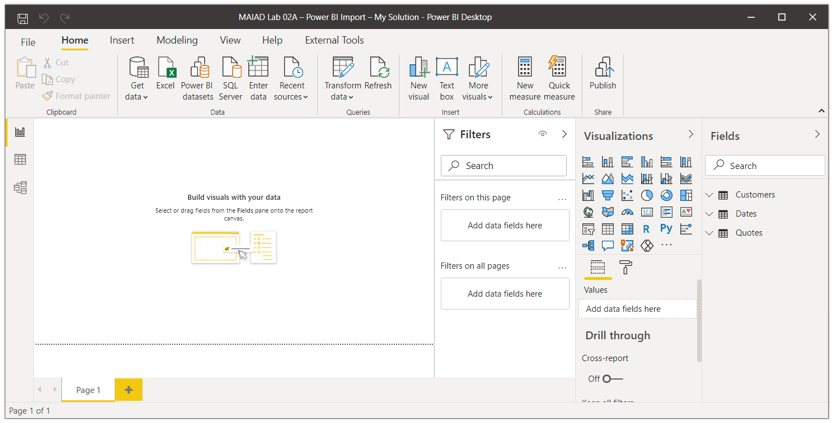 MAIAD Lab 02A – Power BI Import – My Solution - Power BI Desktop
File Home Insert Modeling View Help External Tools
Paste
Cut
Copy
Format painter
Clipboard
Get data
Excel
Power BI datasets
SQL Server
Enter data
Recent sources
Data
Transform data
Refresh
Queries
New visual
Text box
More visuals
Insert
New measure
Quick measure
Calculations
Publish
Share
Build visuals with your data
Select or drag fields from the Fields pane onto the report
canvas.
Filters
Search
Filters on this page ...
Add data fields here
Filters on all pages ...
Add data fields here
Visualizations
R Py
...
Values
Add data fields here
Drill through
Cross-report
Off
Keep all filters
Fields
Search
Customers
Dates
Quotes
Page 1
Page 1 of 1